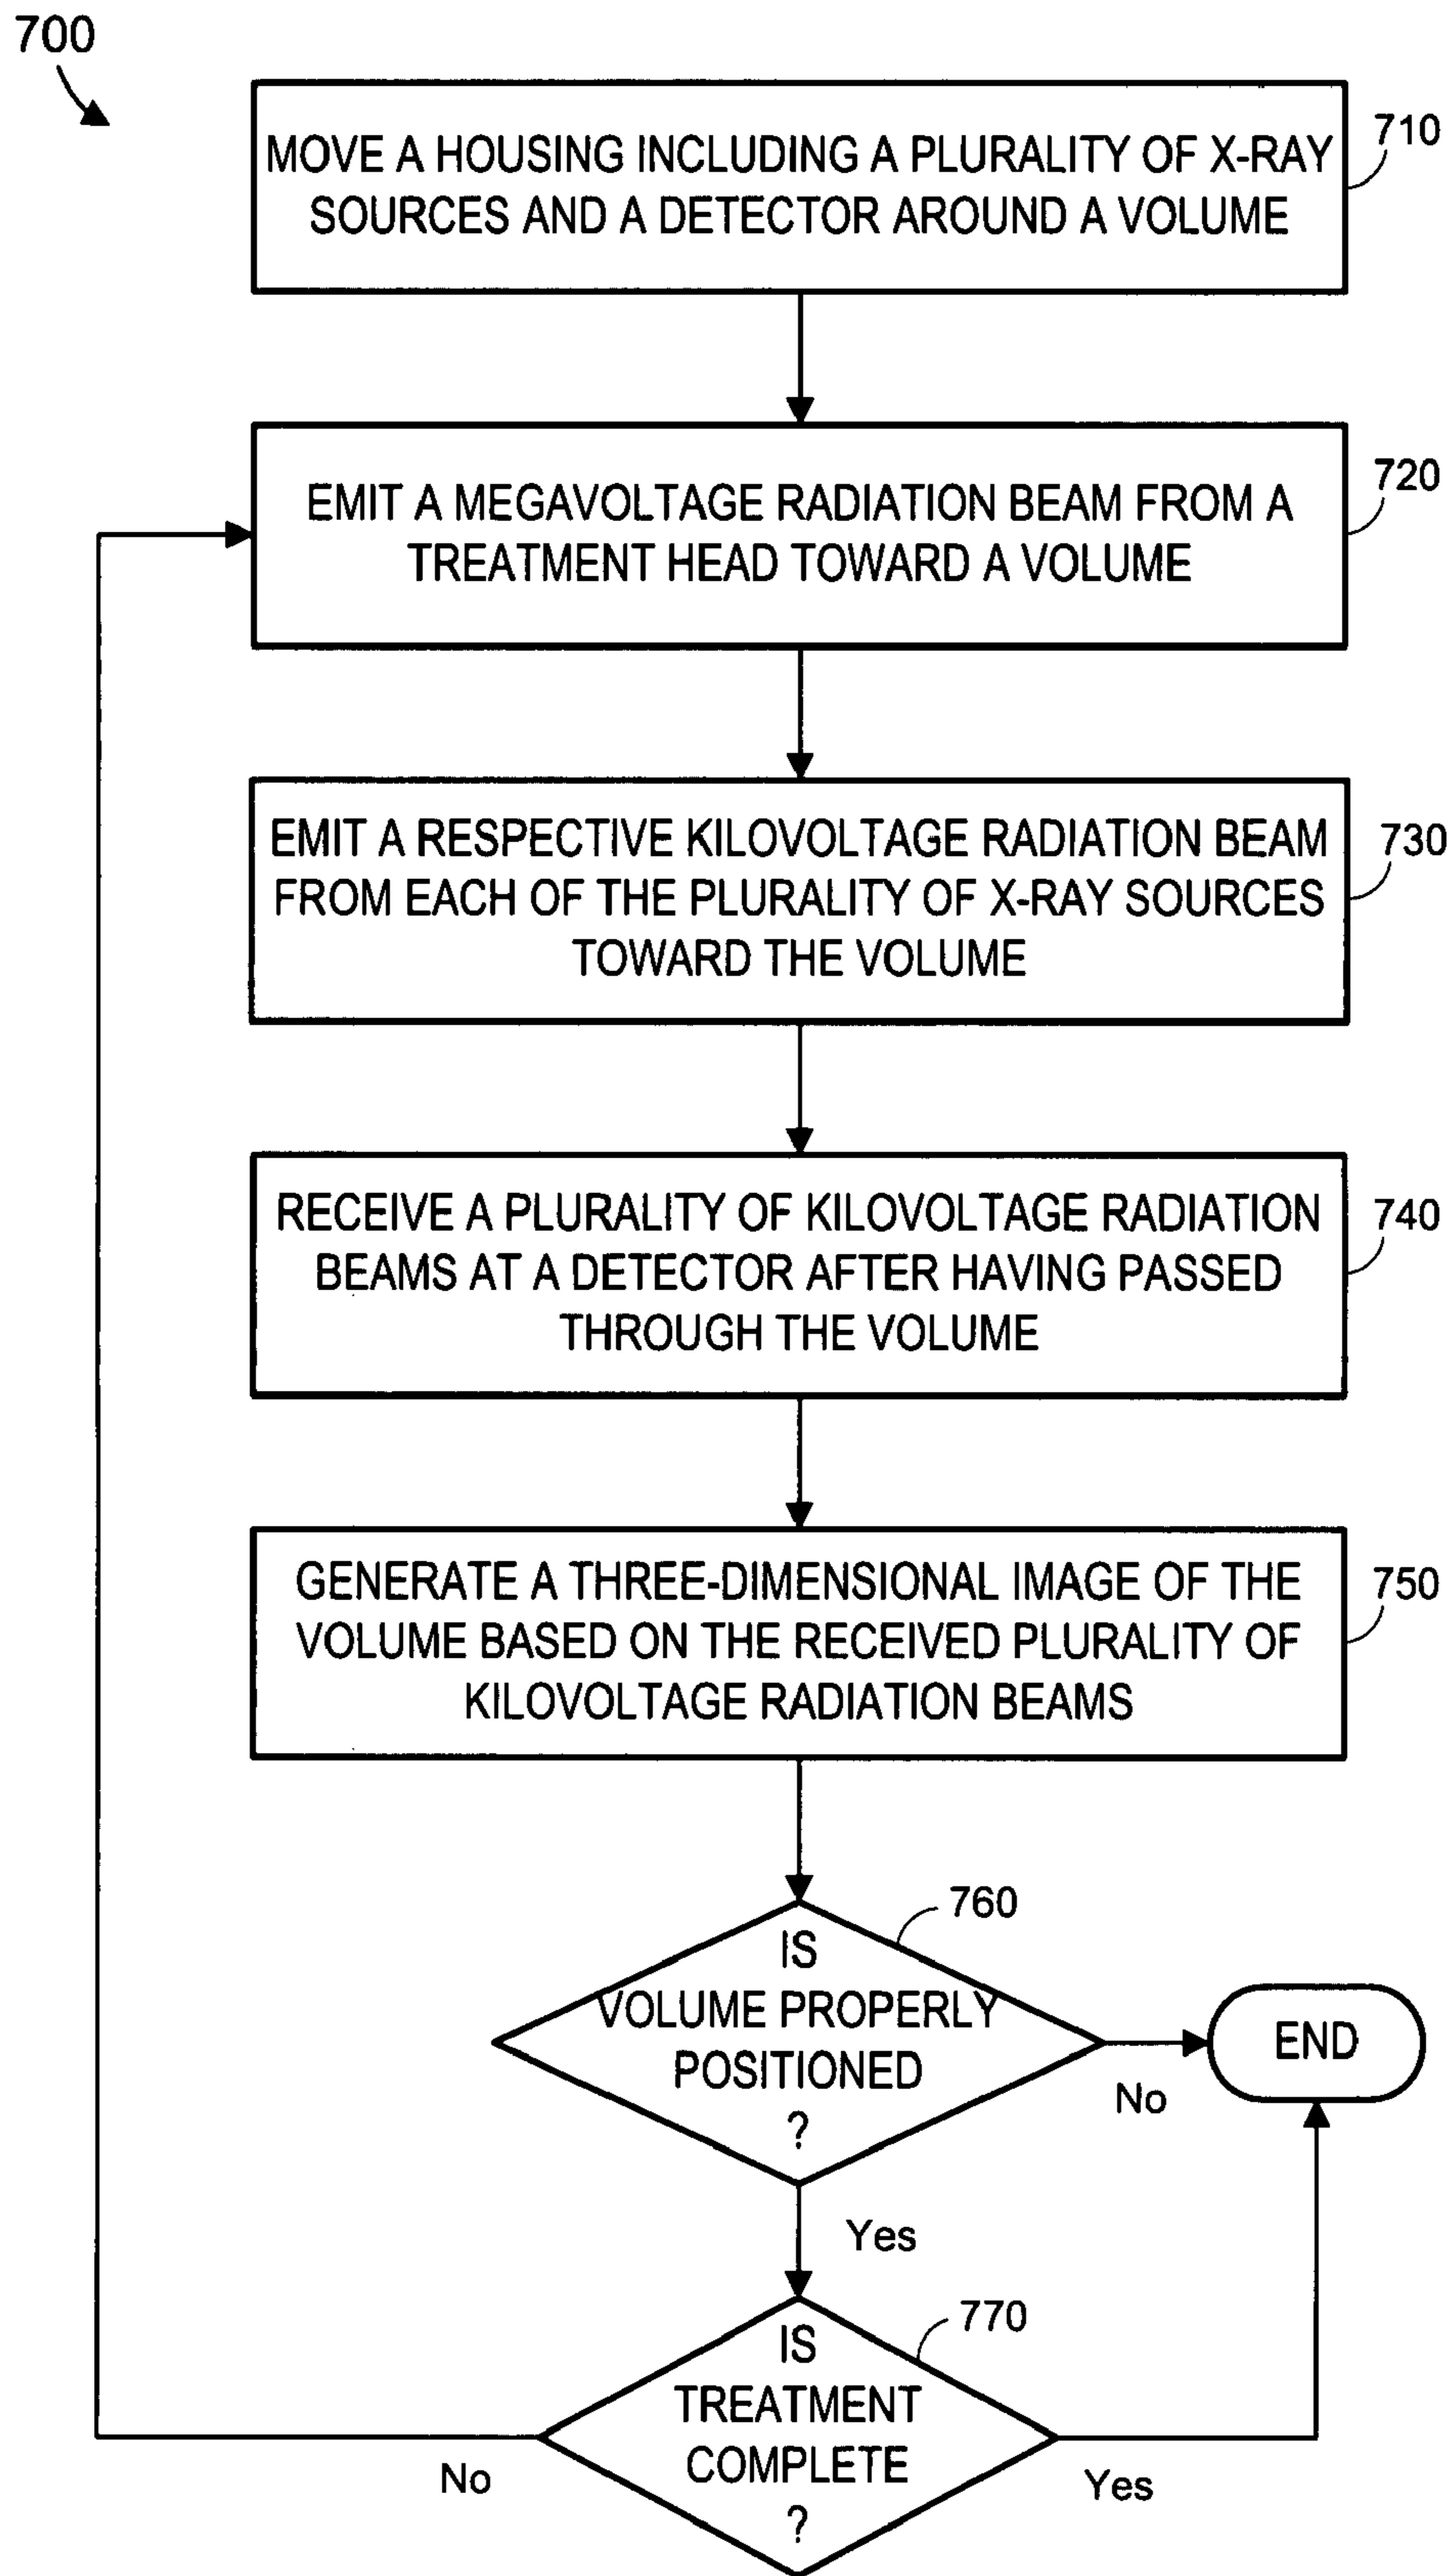 700
MOVE A HOUSING INCLUDING A PLURALITY OF X-RAY
SOURCES AND A DETECTOR AROUND A VOLUME
710
EMIT A MEGAVOLTAGE RADIATION BEAM FROM A
TREATMENT HEAD TOWARD A VOLUME
720
EMIT A RESPECTIVE KILOVOLTAGE RADIATION BEAM
FROM EACH OF THE PLURALITY OF X-RAY SOURCES
TOWARD THE VOLUME
730
RECEIVE A PLURALITY OF KILOVOLTAGE RADIATION
BEAMS AT A DETECTOR AFTER HAVING PASSED
THROUGH THE VOLUME
740
GENERATE A THREE-DIMENSIONAL IMAGE OF THE
VOLUME BASED ON THE RECEIVED PLURALITY OF
KILOVOLTAGE RADIATION BEAMS
750
IS
VOLUME PROPERLY
POSITIONED
?
760
No
END
Yes
IS
TREATMENT
COMPLETE
?
770
No
Yes